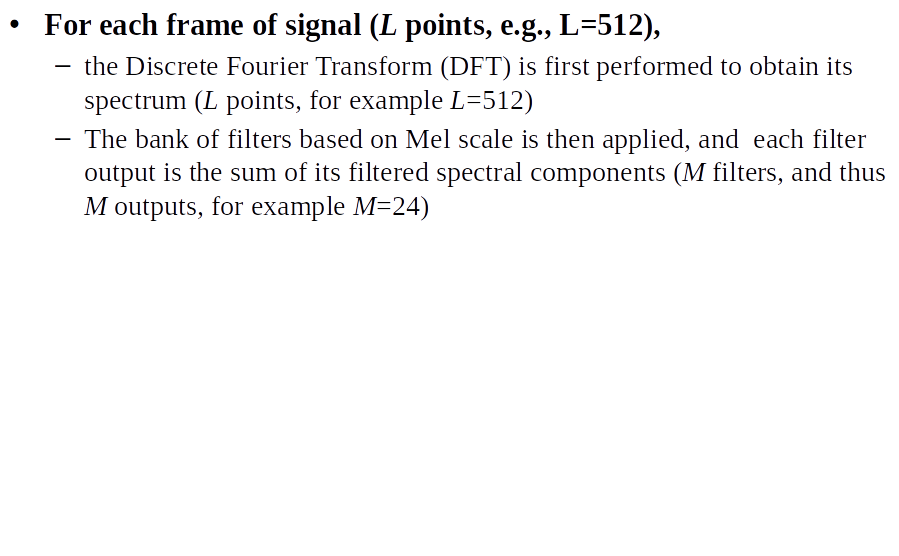 • For each frame of signal (L points, e.g., L=512),
– the Discrete Fourier Transform (DFT) is first performed to obtain its
spectrum (L points, for example L=512)
– The bank of filters based on Mel scale is then applied, and  each filter
output is the sum of its filtered spectral components (M filters, and thus
M outputs, for example M=24)